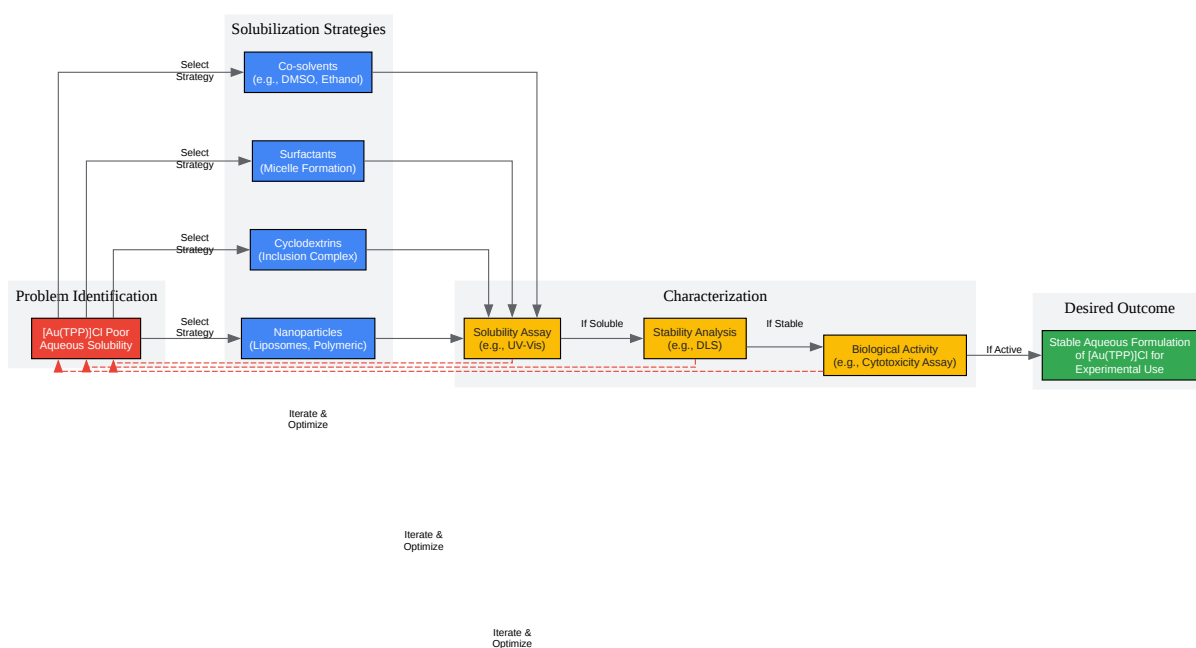 Solubilization Strategies
Select
Strategy
Co-solvents
(e.g., DMSO, Ethanol)
Select
Strategy
Surfactants
(Micelle Formation)
Select
Strategy
Cyclodextrins
(Inclusion Complex)
Problem Identification
[Au(TPP)]Cl Poor
Aqueous Solubility
Select
Strategy
Nanoparticles
(Liposomes, Polymeric)
Characterization
Solubility Assay
(e.g., UV-Vis)
If Soluble
Stability Analysis
(e.g., DLS)
If Stable
Biological Activity
(e.g., Cytotoxicity Assay)
If Active
Desired Outcome
Stable Aqueous Formulation
of [Au(TPP)]Cl for
Experimental Use
Iterate &
Optimize
Iterate &
Optimize
Iterate &
Optimize